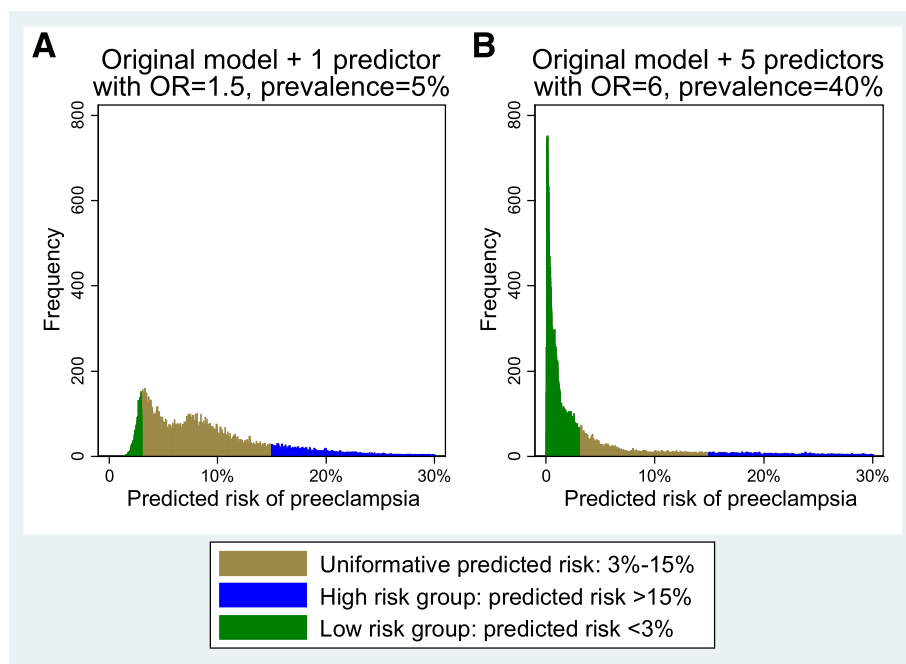 A
Original model + 1 predictor
with OR=1.5, prevalence=5%
Frequency
800
600
400
200
0
0 10% 20% 30%
Predicted risk of preeclampsia
B
Original model + 5 predictors
with OR=6, prevalence=40%
Frequency
800
600
400
200
0
0 10% 20% 30%
Predicted risk of preeclampsia
Uniformative predicted risk: 3%-15%
High risk group: predicted risk >15%
Low risk group: predicted risk <3%